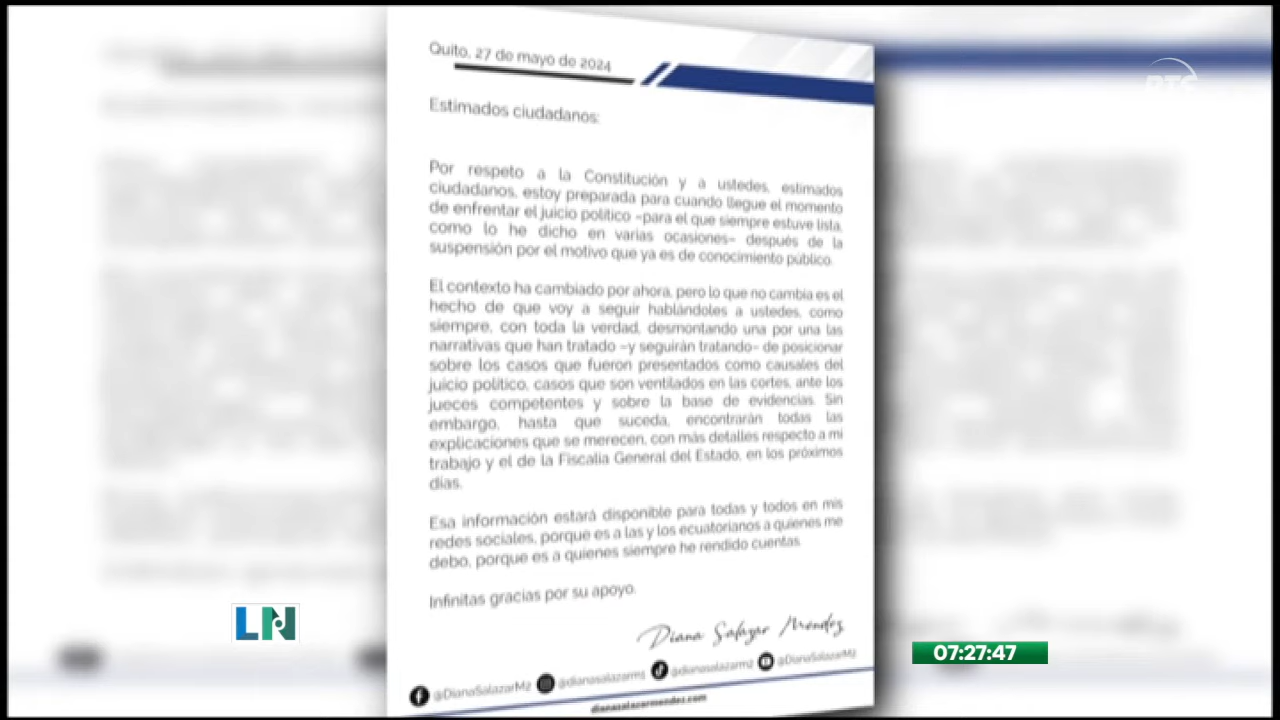 Quito, 27 de mayo de 2024
RTS
Estimados ciudadanos:
Por respeto a la Constitución y a ustedes, estimados
ciudadanos, estoy preparada para cuando llegue el momento
de enfrentar el juicio político –para el que siempre estuve lista,
como lo he dicho en varias ocasiones– después de la
suspensión por el motivo que ya es de conocimiento público.
El contexto ha cambiado por ahora, pero lo que no cambia es el
hecho de que voy a seguir hablándoles a ustedes, como
siempre, con toda la verdad, desmontando una por una las
narrativas que han tratado –y seguirán tratando– de posicionar
sobre los casos que fueron presentados como causales del
juicio político, casos que son ventilados en las cortes, ante los
jueces competentes y sobre la base de evidencias. Sin
embargo, hasta que suceda, encontrarán todas las
explicaciones que se merecen, con más detalles respecto a mi
trabajo y el de la Fiscalía General del Estado, en los próximos
días.
Esa información estará disponible para todas y todos en mis
redes sociales, porque es a las y los ecuatorianos a quienes me
debo, porque es a quienes siempre he rendido cuentas.
Infinitas gracias por su apoyo.
LN
Diana Salazar Méndez
07:27:47
@DianaSalazarM2 @dianasalazarm1 @dianasalazarm2 @DianaSalazarM2
dianasalazarmendez.com